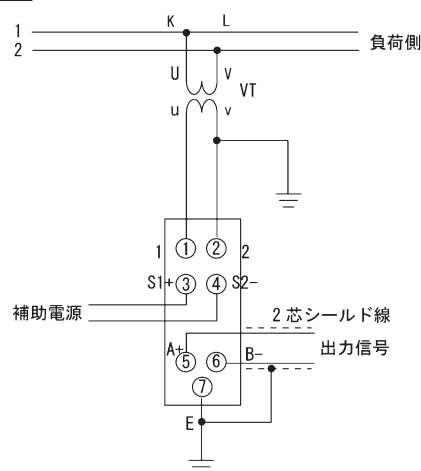 K L
1
2
負荷側
U V
VT
u v
1 ① ② 2
S1+ ③ ④ S2-
補助電源
2芯シールド線
A+ B-
⑤ ⑥
出力信号
⑦
E